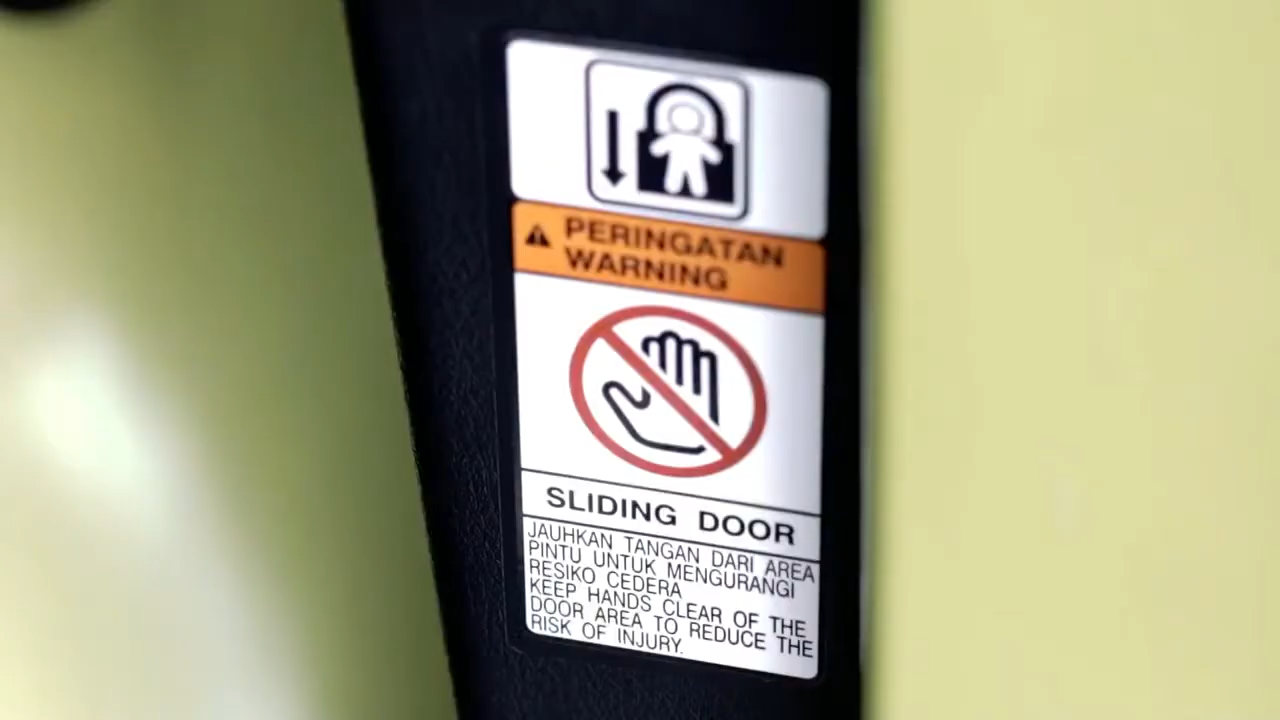 PERINGATAN
WARNING
SLIDING DOOR
JAUHKAN TANGAN DARI AREA
PINTU UNTUK MENGURANGI
RESIKO CEDERA
KEEP HANDS CLEAR OF THE
DOOR AREA TO REDUCE THE
RISK OF INJURY.